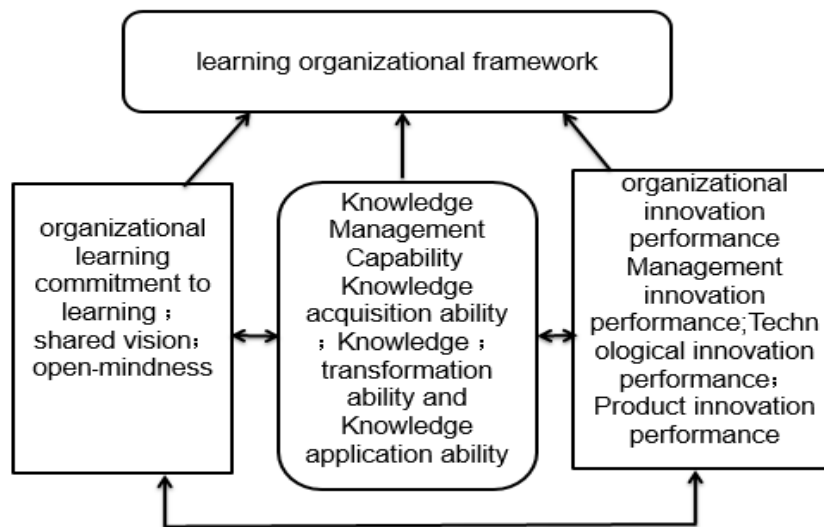 learning organizational framework
organizational
learning
commitment to
learning ;
shared vision;
open-mindness
Knowledge
Management
Capability
Knowledge
acquisition ability
; Knowledge ;
transformation
ability and
Knowledge
application ability
organizational
innovation
performance
Management
innovation
performance;Techn
ological innovation
performance;
Product innovation
performance